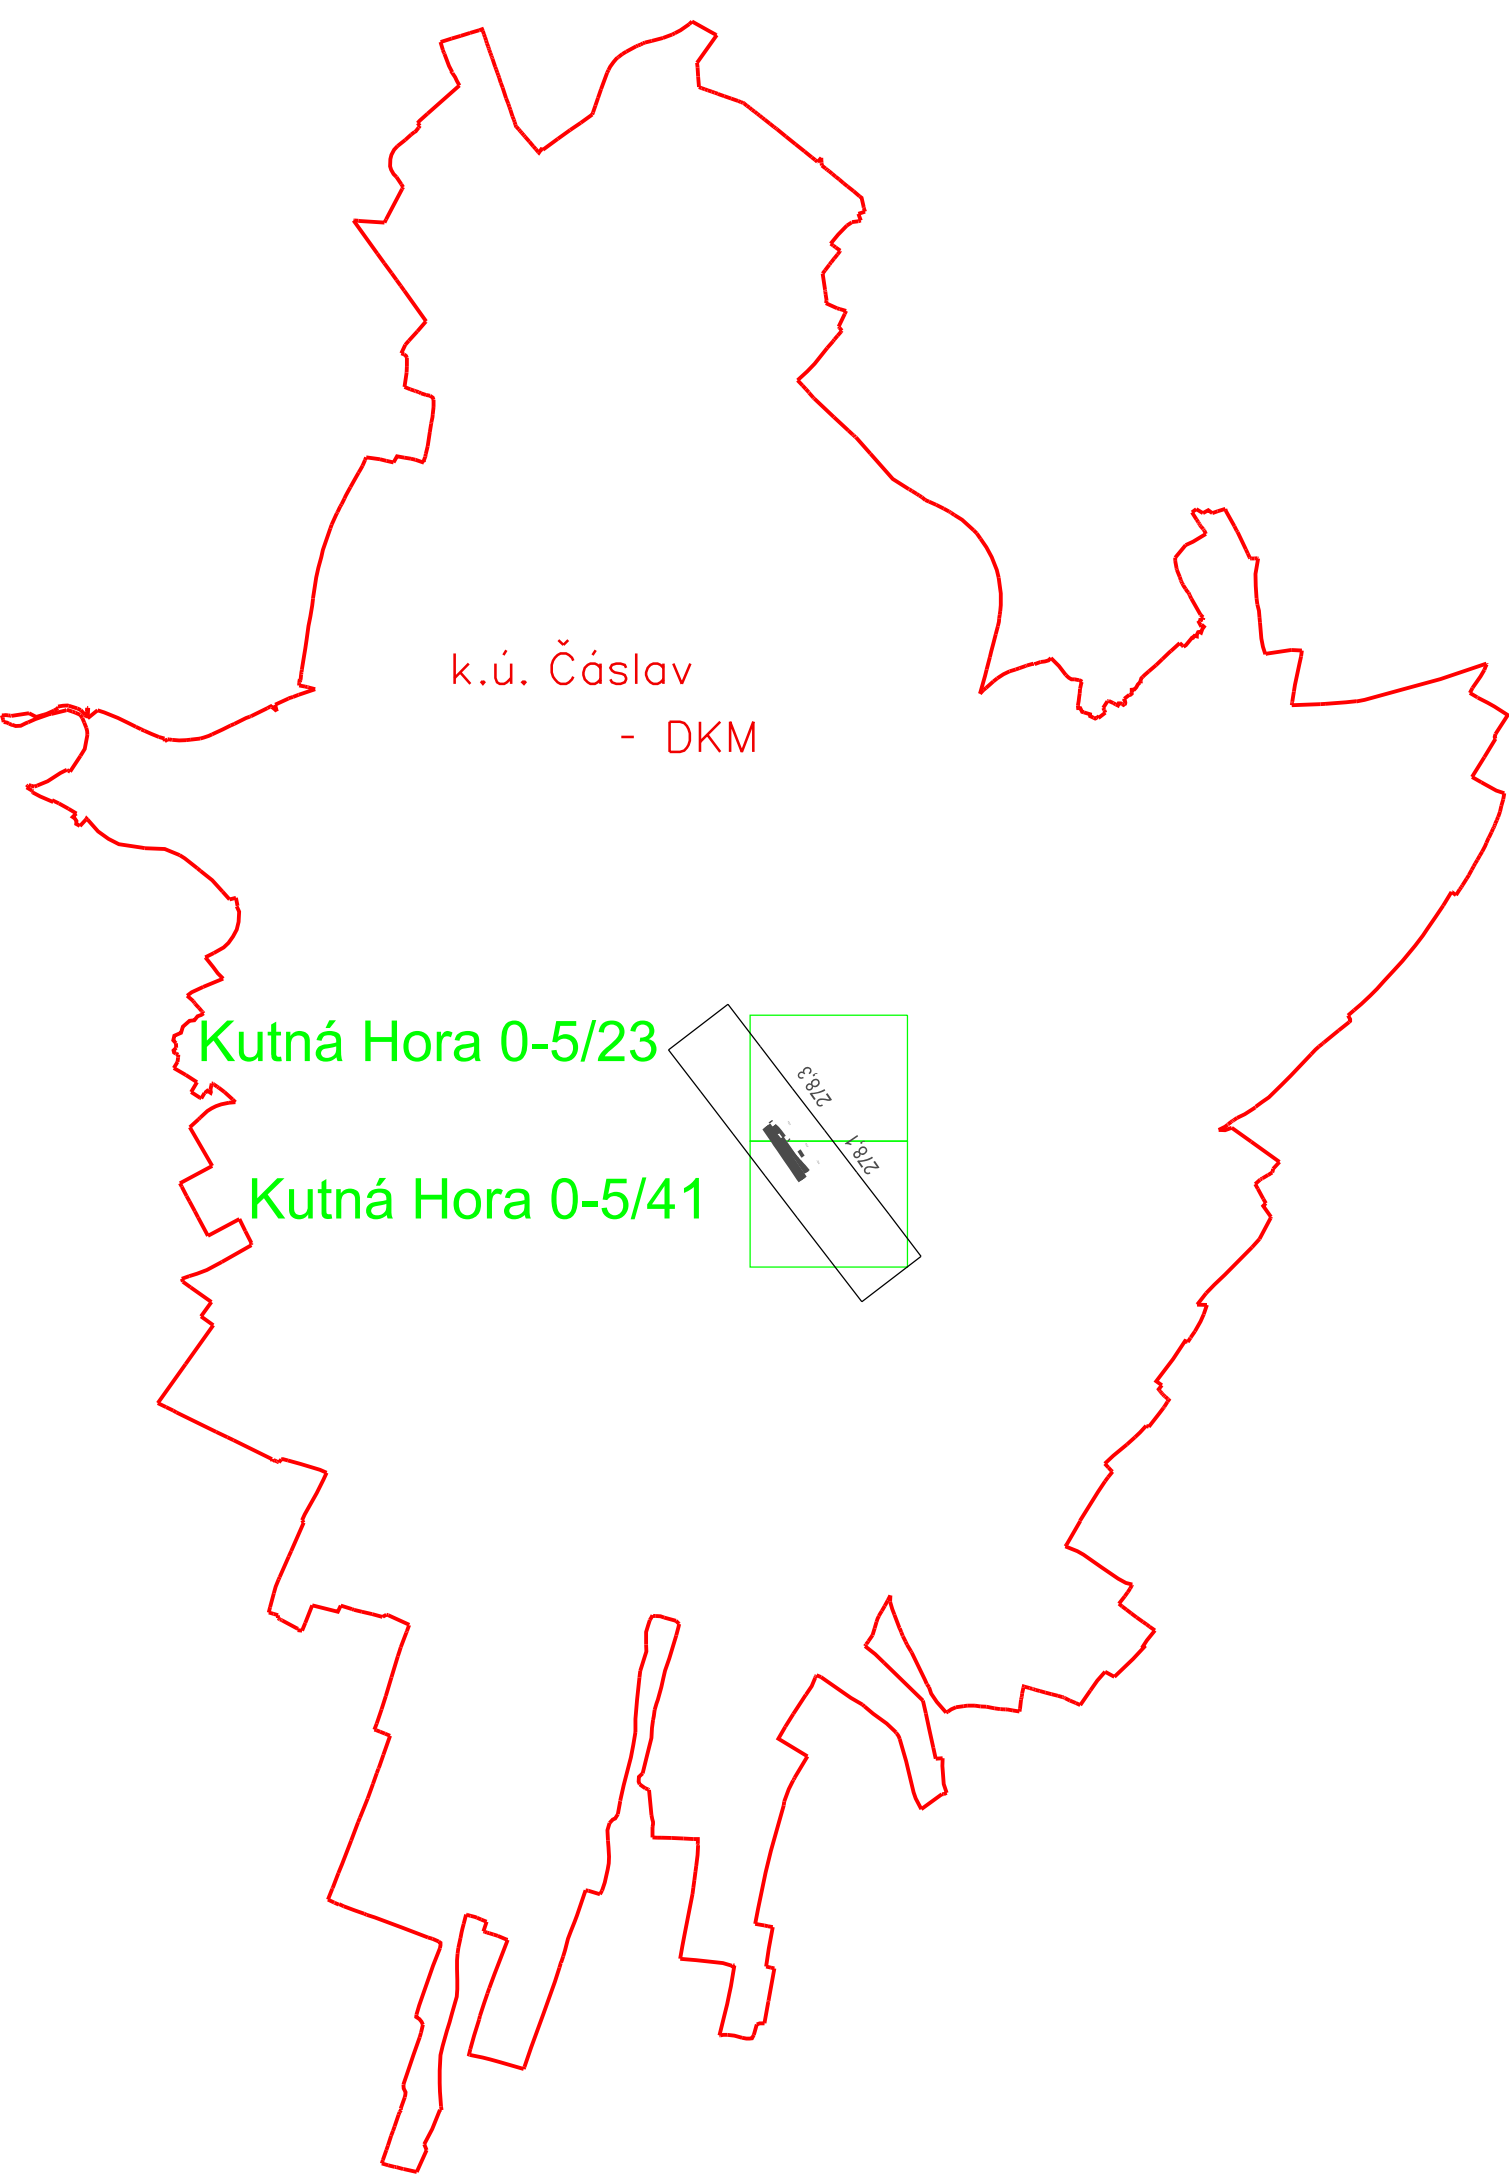 k.ú. Čáslav
- DKM
Kutná Hora 0-5/23
278,3
278,1
Kutná Hora 0-5/41